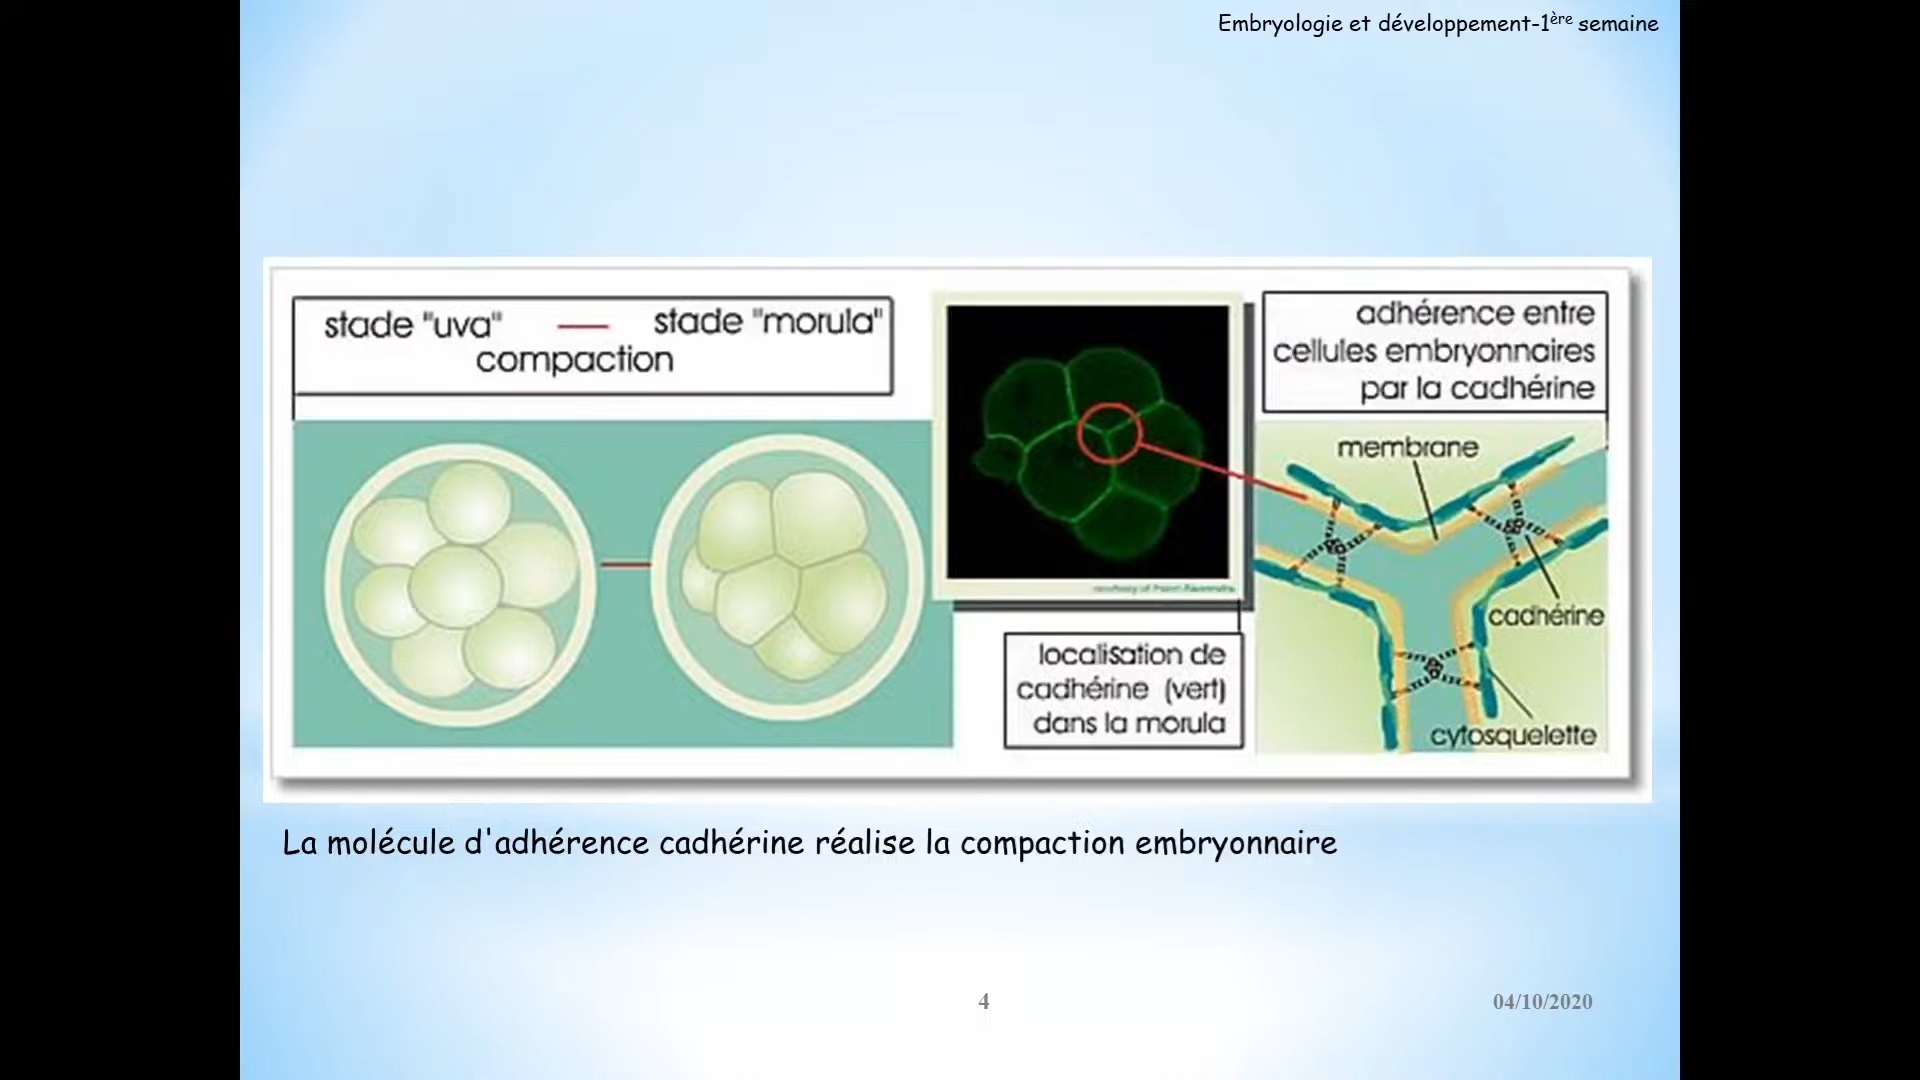 Embryologie et développement-1ère semaine
stade "uva" — stade "morula"
compaction
adhérence entre
cellules embryonnaires
par la cadhérine
membrane
cadhérine
cytosquelette
localisation de
cadhérine (vert)
dans la morula
La molécule d'adhérence cadhérine réalise la compaction embryonnaire
4
04/10/2020